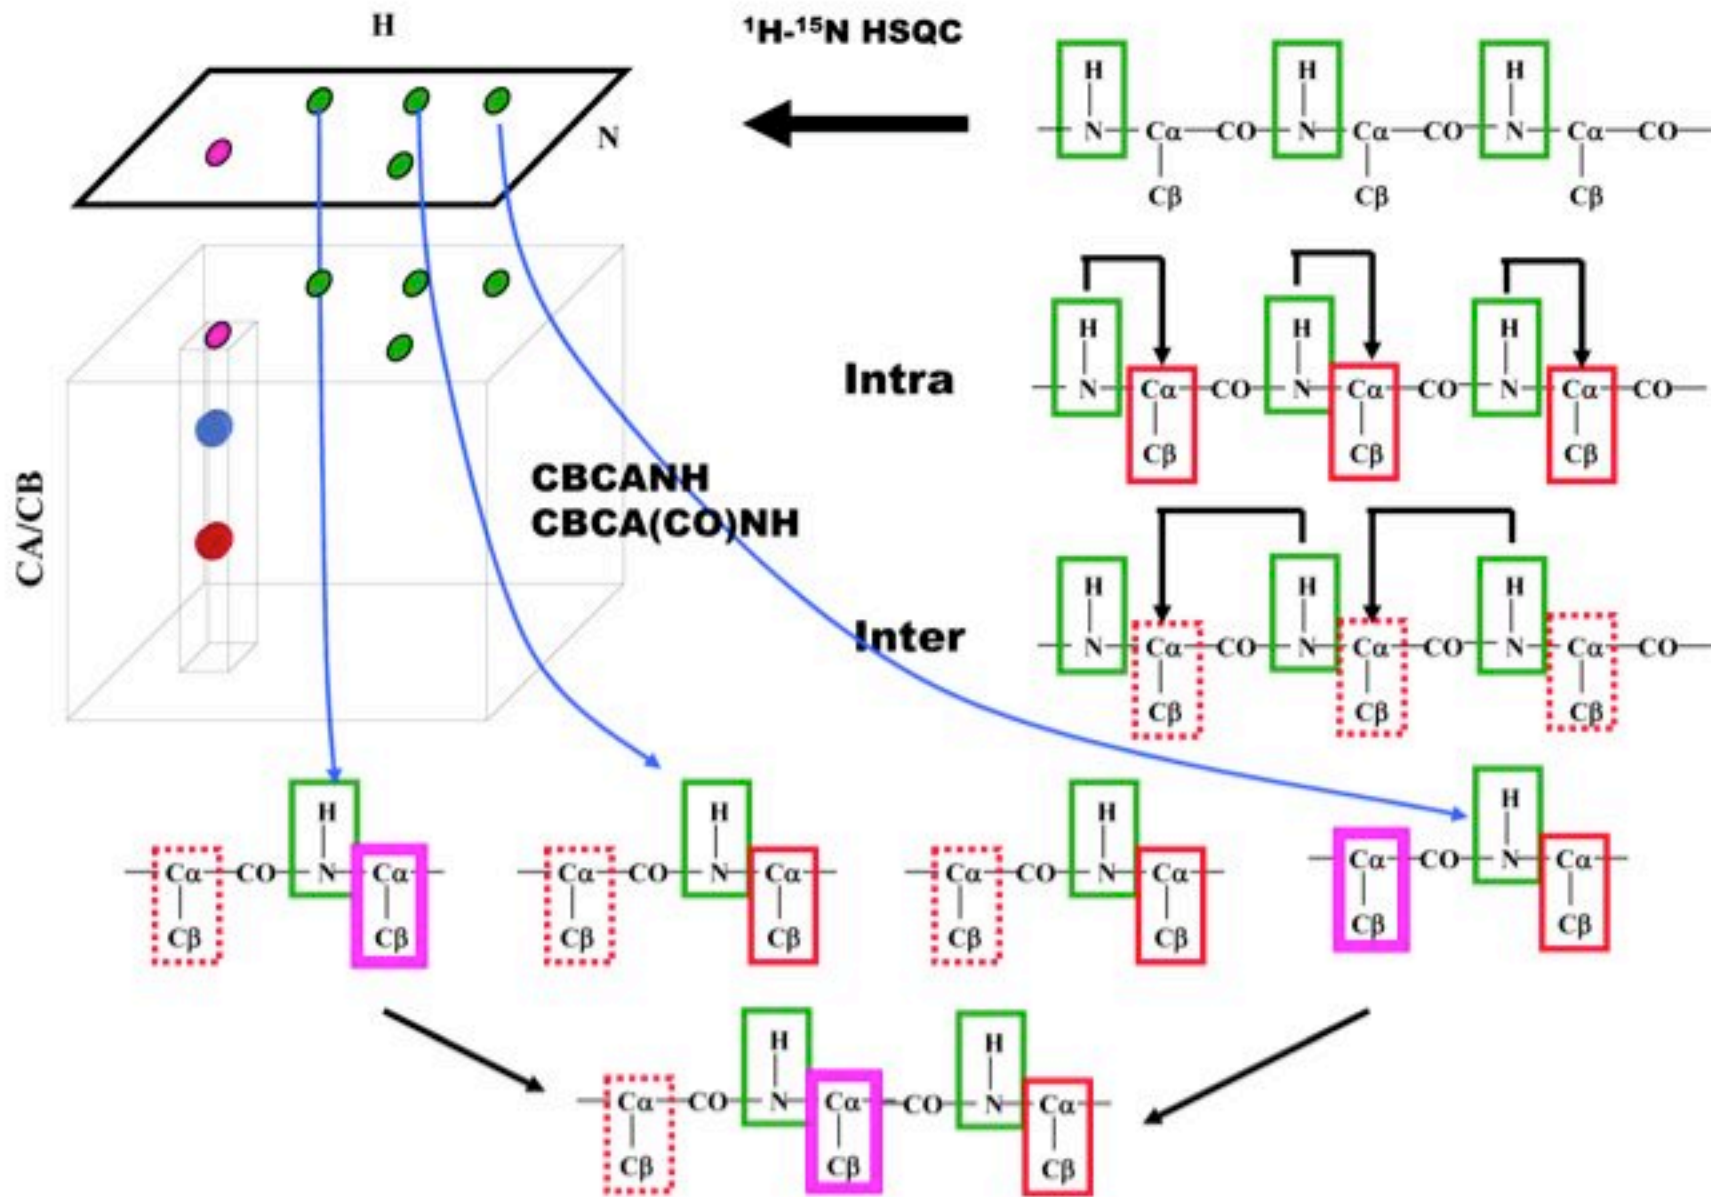 H
¹H-¹⁵N HSQC
N
H H H
N Cα CO N Cα CO N Cα CO
Cβ Cβ Cβ
CA/CB
CBCANH
CBCA(CO)NH
Intra
H H H
N Cα CO N Cα CO N Cα CO
Cβ Cβ Cβ
Inter
H H H
N Cα CO N Cα CO N Cα CO
Cβ Cβ Cβ
H H H H
Cα CO N Cα Cα CO N Cα Cα CO N Cα Cα CO N Cα
Cβ Cβ Cβ Cβ Cβ Cβ Cβ Cβ
H H
Cα CO N Cα CO N Cα
Cβ Cβ Cβ